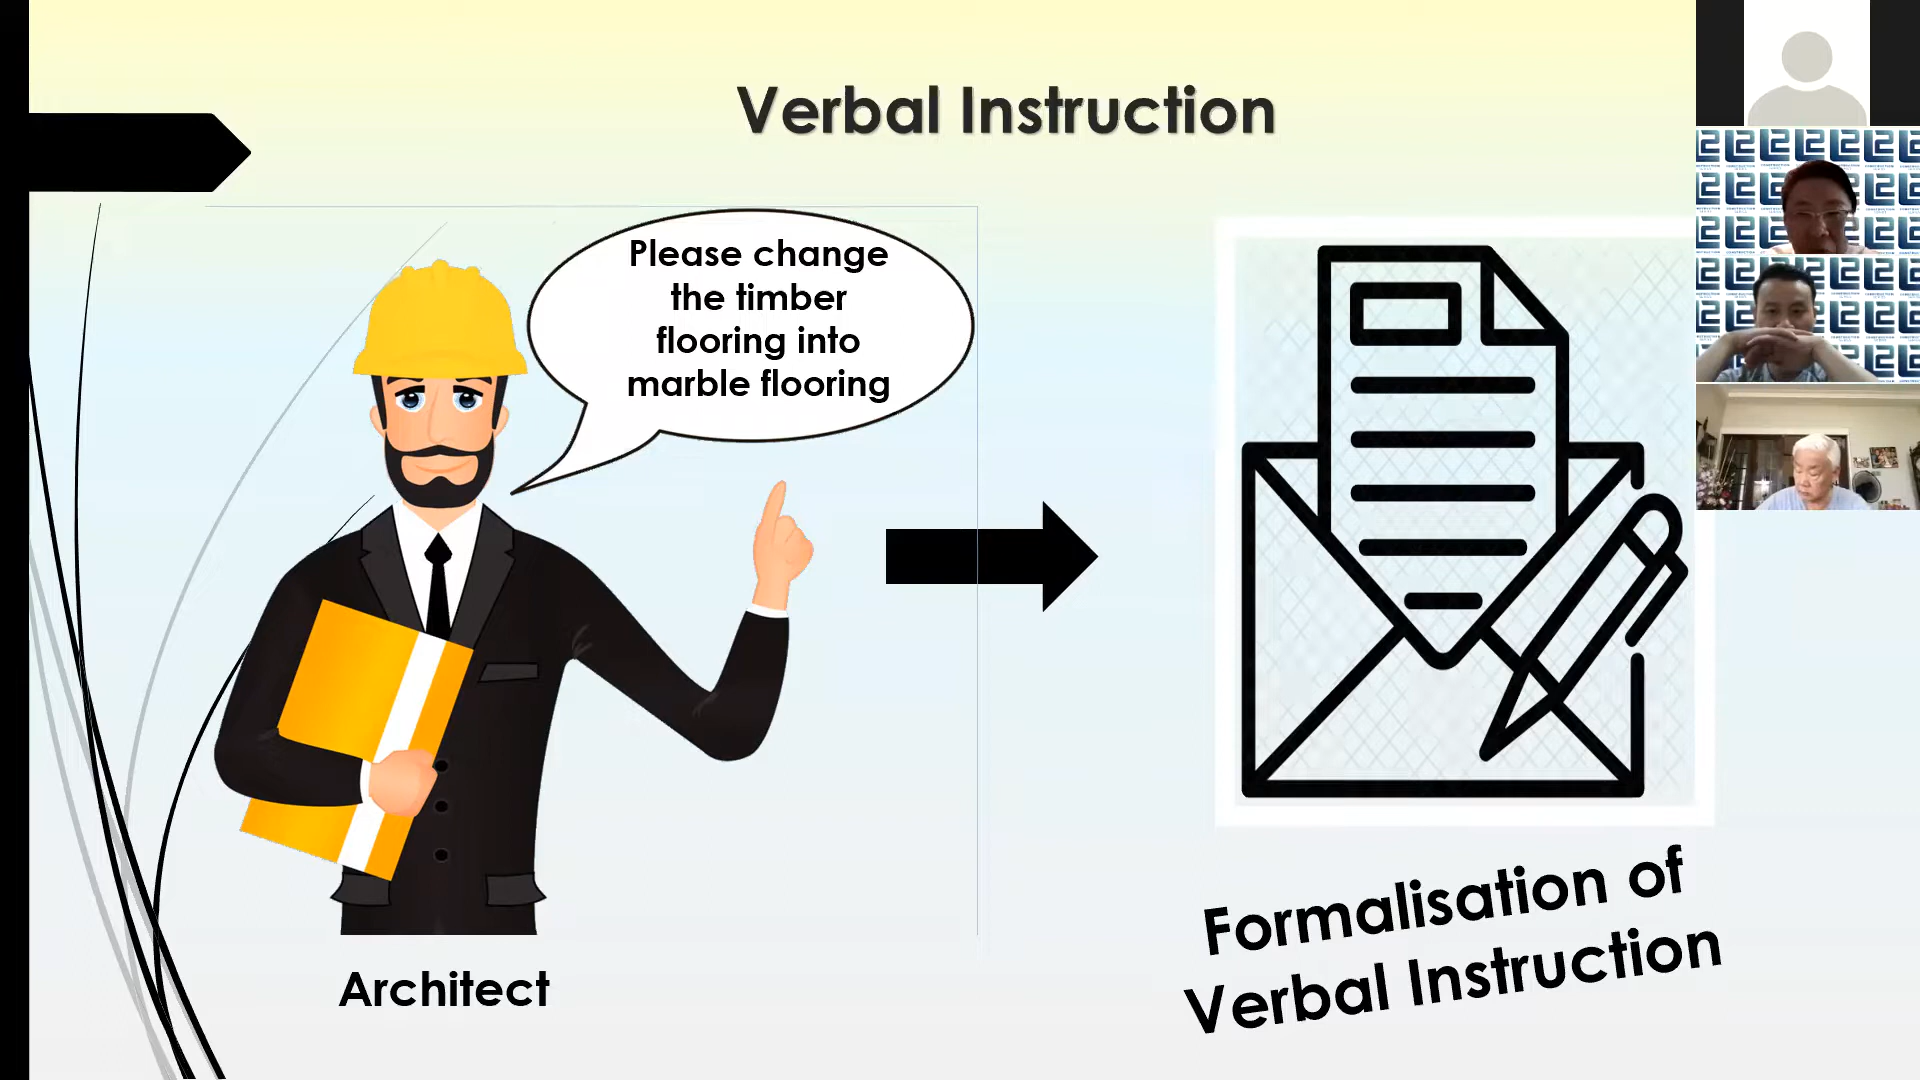 Verbal Instruction
Please change
the timber
flooring into
marble flooring
Architect
Formalisation of
Verbal Instruction